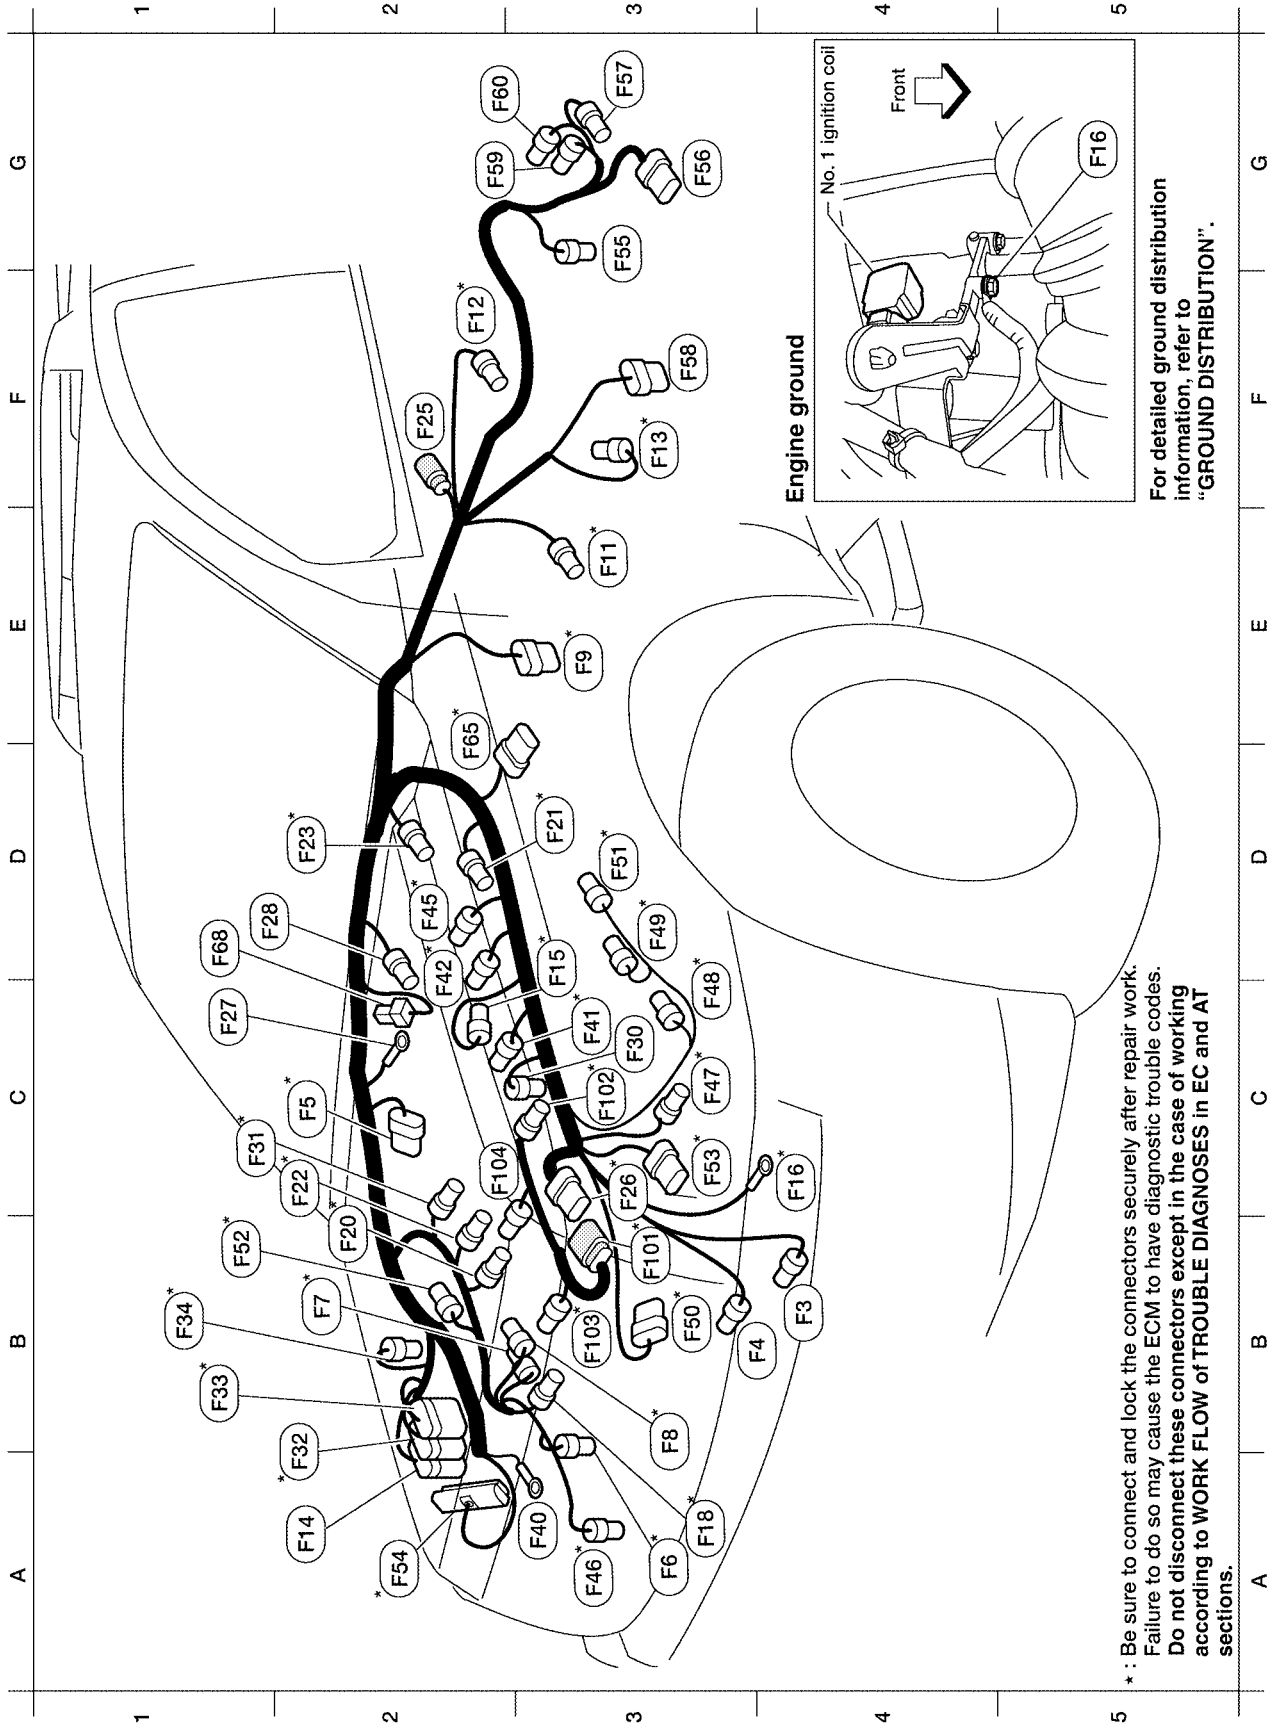 A
B
C
D
E
F
G
1
2
3
4
5
F60
F57
F59
F56
F55
F12*
F58
F25
F13*
F11*
F9*
F65*
F23*
F21*
F28
F45*
F51*
F68
F42*
F49*
F15*
F27
F48*
F41*
F30
F5*
F102*
F47*
F31*
F104
F53*
F22*
F26*
F16*
F20*
F52*
F101*
F7*
F103*
F50*
F3
F34*
F4
F33*
F8*
F32*
F14
F40
F18*
F54*
F6*
F46*
Engine ground
No. 1 ignition coil
Front
F16
For detailed ground distribution
information, refer to
“GROUND DISTRIBUTION”.
* : Be sure to connect and lock the connectors securely after repair work.
Failure to do so may cause the ECM to have diagnostic trouble codes.
Do not disconnect these connectors except in the case of working
according to WORK FLOW of TROUBLE DIAGNOSES in EC and AT
sections.
1
2
3
4
5
A
B
C
D
E
F
G